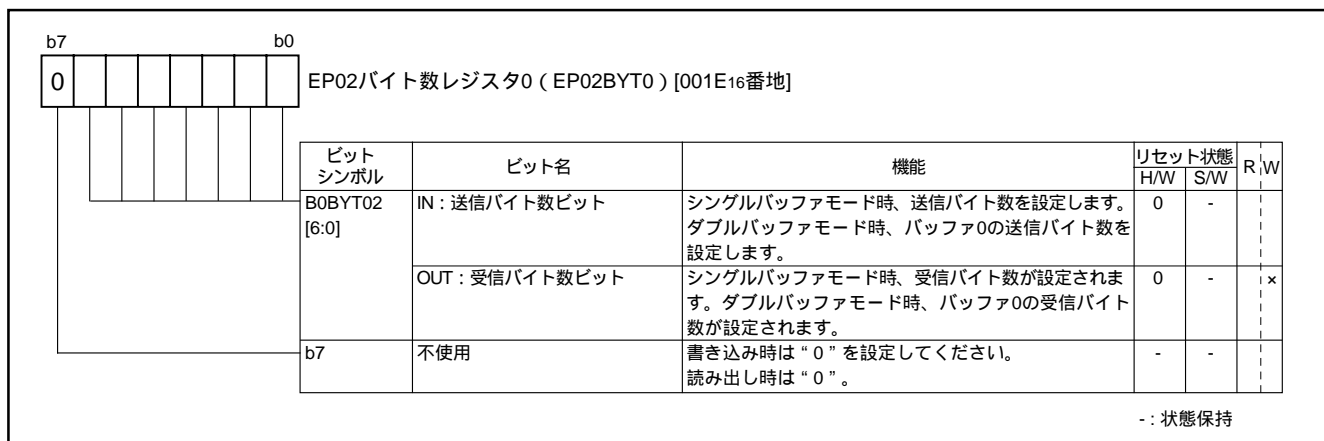 b7 b0
0
EP02バイト数レジスタ0（EP02BYT0）[001E16番地]
ビットシンボル ビット名 機能 リセット状態 R W
H/W S/W
B0BYT02 [6:0] IN：送信バイト数ビット シングルバッファモード時、送信バイト数を設定します。 0 -
ダブルバッファモード時、バッファ0の送信バイト数を
設定します。
OUT：受信バイト数ビット シングルバッファモード時、受信バイト数が設定されま 0 - ×
す。ダブルバッファモード時、バッファ0の受信バイト
数が設定されます。
b7 不使用 書き込み時は“0”を設定してください。 - -
読み出し時は“0”。
-：状態保持